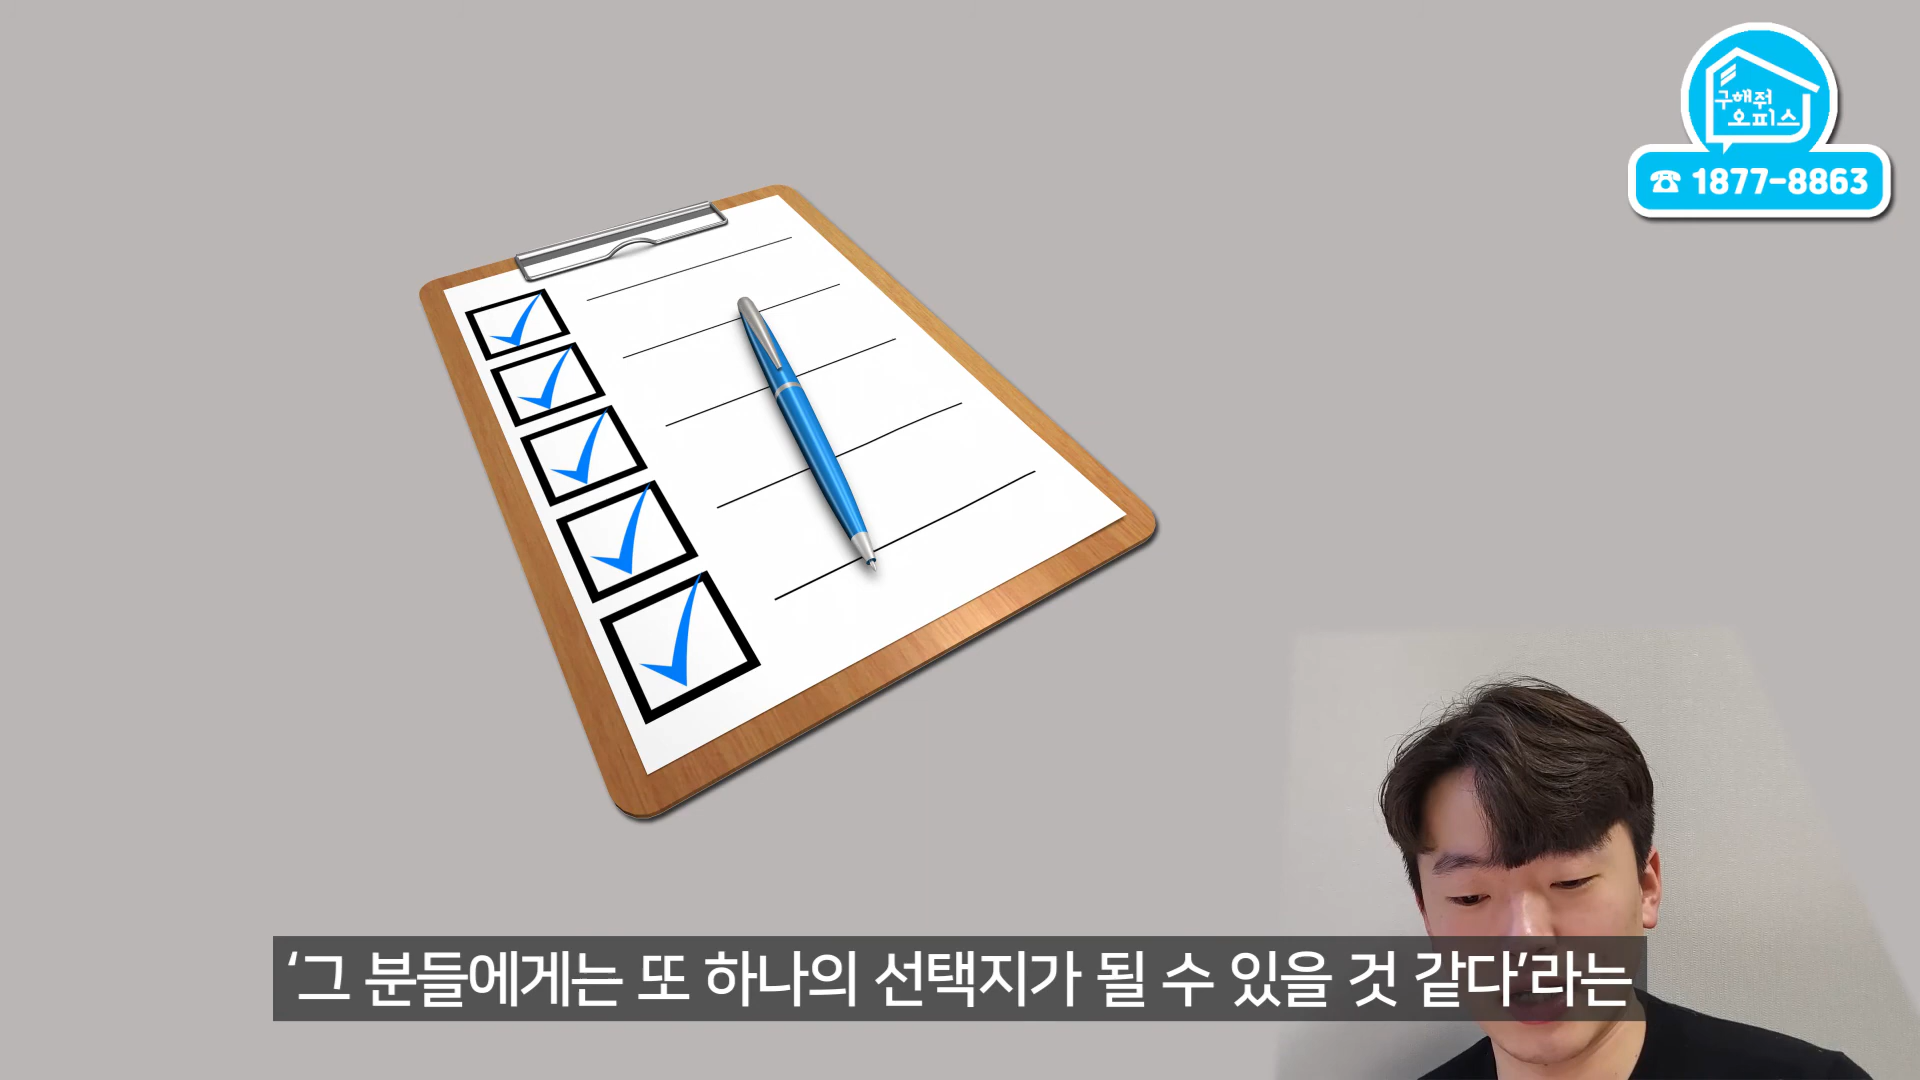 구해줘
오피스
☎ 1877-8863
‘그 분들에게는 또 하나의 선택지가 될 수 있을 것 같다’라는